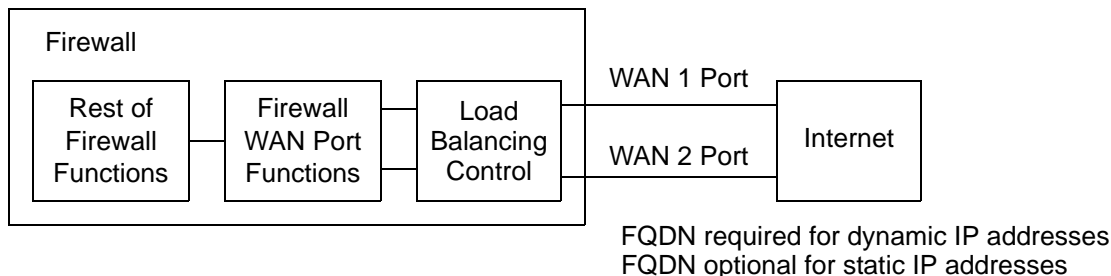 Firewall
Rest of
Firewall
Functions
Firewall
WAN Port
Functions
Load
Balancing
Control
WAN 1 Port
WAN 2 Port
Internet
FQDN required for dynamic IP addresses
FQDN optional for static IP addresses